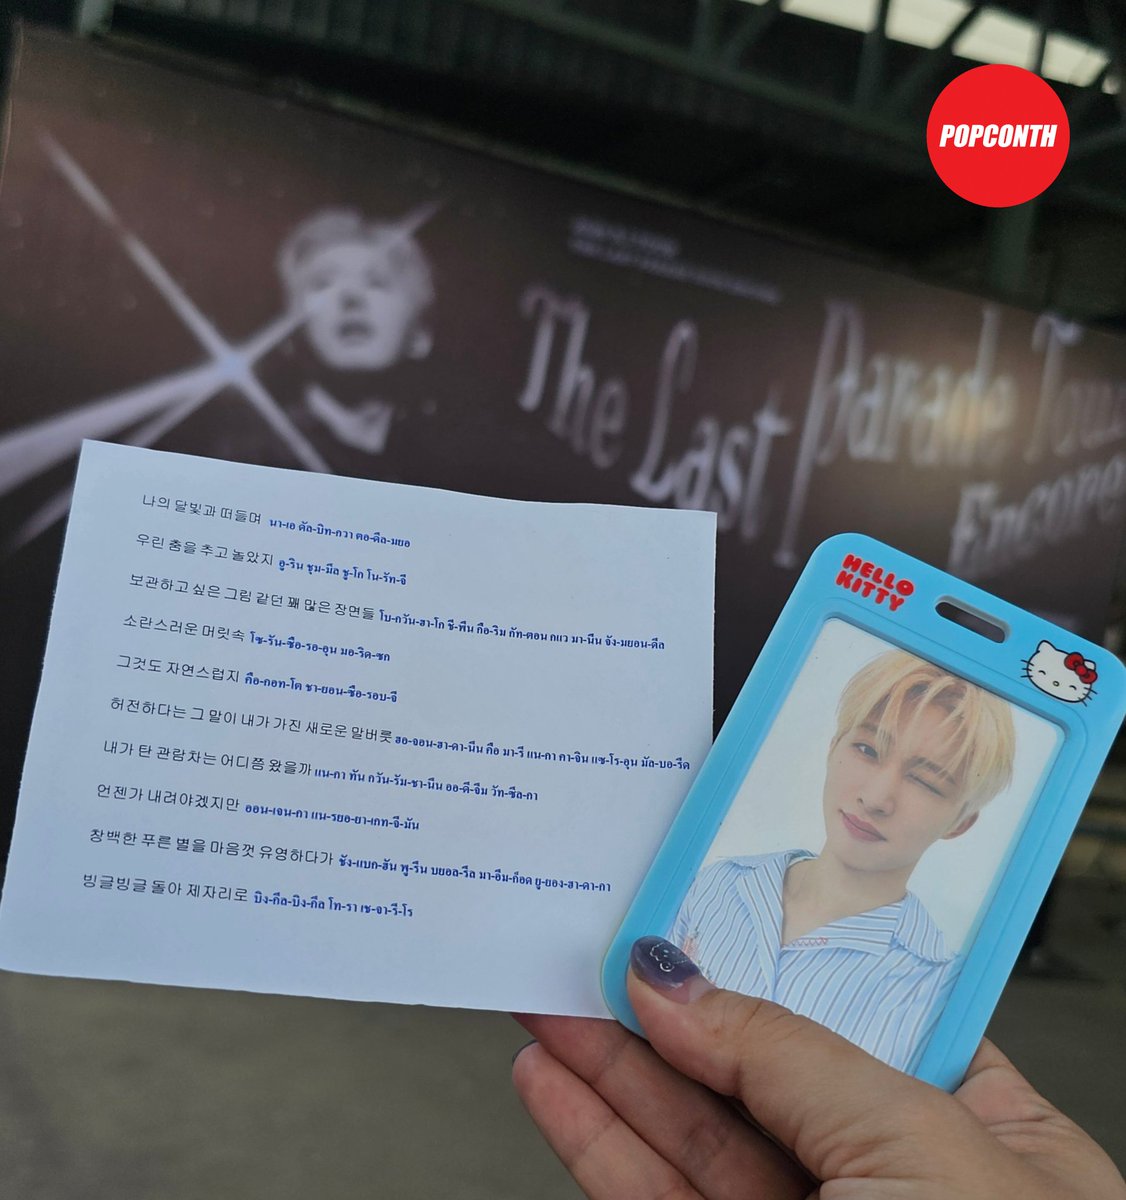 POPCONTH
The Last Parade Tour
Encore
나의 달빛과 떠들며 นา-เอ ดัล-บิท-กวา ตอ-ดึล-มยอ
우린 춤을 추고 놀았지 อู-ริน ชุม-มึล ชู-โก โน-รัท-จี
보관하고 싶은 그림 같던 꽤 많은 장면들 โบ-กวัน-ฮา-โก ชี-พึน กือ-ริม กัท-ตอน กแว มา-นึน จัง-มยอน-ดึล
소란스러운 머릿속 โซ-รัน-ซือ-รอ-อุน มอ-ริด-ซก
그것도 자연스럽지 คือ-กอท-โต ชา-ยอน-ซือ-รอบ-จี
허전하다는 그 말이 내가 가진 새로운 말버릇 ฮอ-จอน-ฮา-ดา-นึน คือ มา-รี แน-กา คา-จิน แซ-โร-อุน มัล-บอ-รึด
내가 탄 관람차는 어디쯤 왔을까 แน-กา ทัน กวัน-รัม-ชา-นึน ออ-ดี-จึม วัท-ซึล-กา
언젠가 내려야겠지만 ออน-เจน-กา แน-รยอ-ยา-เกท-จี-มัน
창백한 푸른 별을 마음껏 유영하다가 ชัง-แบก-ฮัน พู-รึน บยอล-รึล มา-อึม-ก็อด ยู-ยอง-ฮา-ดา-กา
빙글빙글 돌아 제자리로 บิง-กึล-บิง-กึล โท-รา เช-จา-รี-โร
HELLO
KITTY